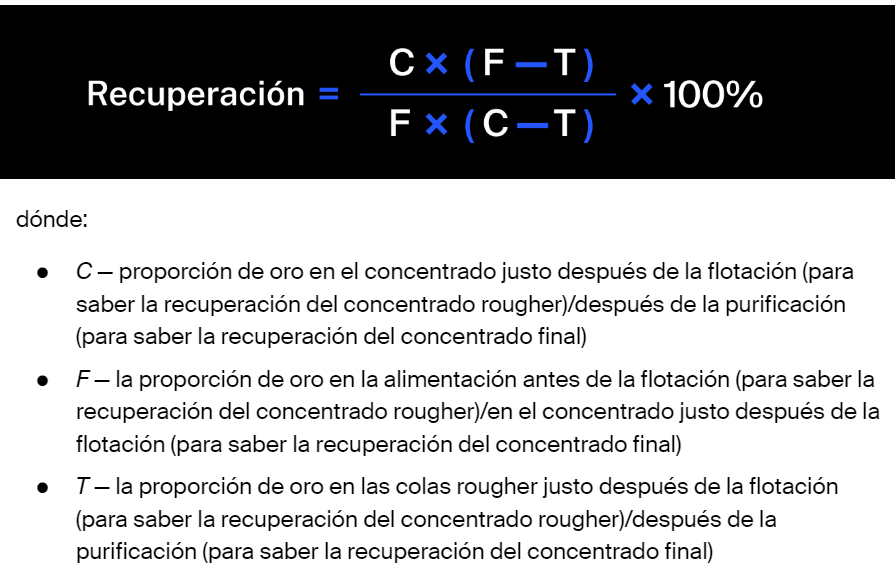 Recuperación = C × (F — T) / F × (C — T) × 100%
dónde:
● C — proporción de oro en el concentrado justo después de la flotación (para
saber la recuperación del concentrado rougher)/después de la purificación
(para saber la recuperación del concentrado final)
● F — la proporción de oro en la alimentación antes de la flotación (para saber la
recuperación del concentrado rougher)/en el concentrado justo después de la
flotación (para saber la recuperación del concentrado final)
● T — la proporción de oro en las colas rougher justo después de la flotación
(para saber la recuperación del concentrado rougher)/después de la
purificación (para saber la recuperación del concentrado final)